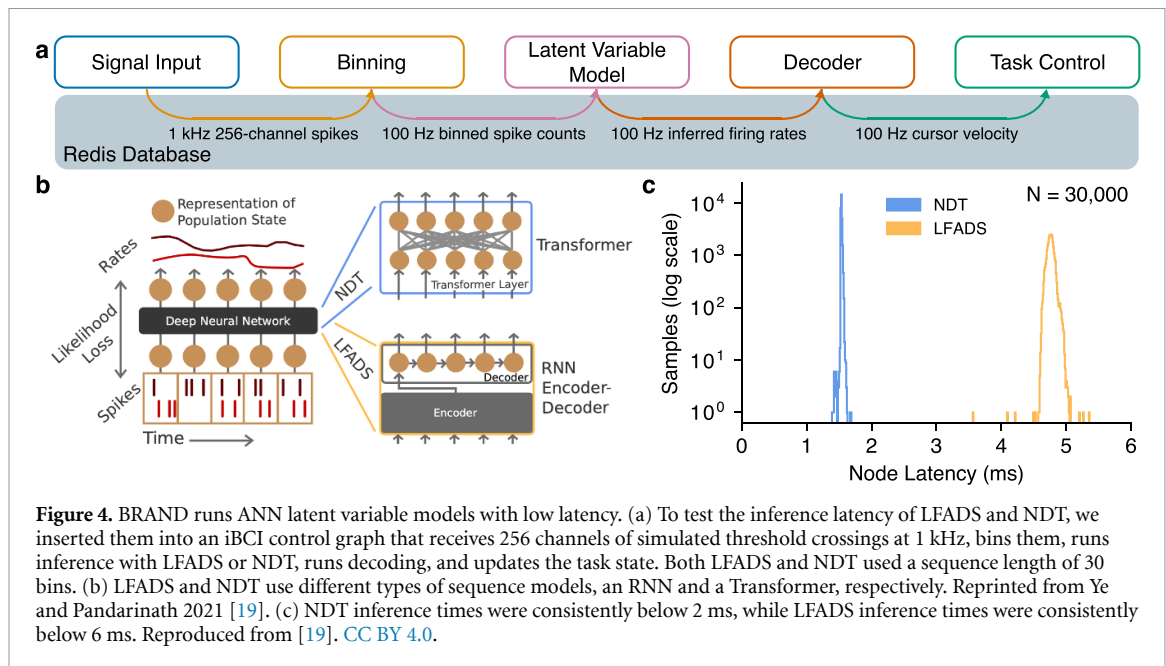 a
Signal Input
Binning
Latent Variable
Model
Decoder
Task Control
1 kHz 256-channel spikes
100 Hz binned spike counts
100 Hz inferred firing rates
100 Hz cursor velocity
Redis Database
b
Representation of
Population State
Rates
Likelihood
Loss
Deep Neural Network
Spikes
Time
NDT
LFADS
Transformer Layer
Transformer
Decoder
Encoder
RNN
Encoder-
Decoder
c
N = 30,000
NDT
LFADS
Samples (log scale)
10⁴
10³
10²
10¹
10⁰
0 1 2 3 4 5 6
Node Latency (ms)
Figure 4. BRAND runs ANN latent variable models with low latency. (a) To test the inference latency of LFADS and NDT, we
inserted them into an iBCI control graph that receives 256 channels of simulated threshold crossings at 1 kHz, bins them, runs
inference with LFADS or NDT, runs decoding, and updates the task state. Both LFADS and NDT used a sequence length of 30
bins. (b) LFADS and NDT use different types of sequence models, an RNN and a Transformer, respectively. Reprinted from Ye
and Pandarinath 2021 [19]. (c) NDT inference times were consistently below 2 ms, while LFADS inference times were consistently
below 6 ms. Reproduced from [19]. CC BY 4.0.